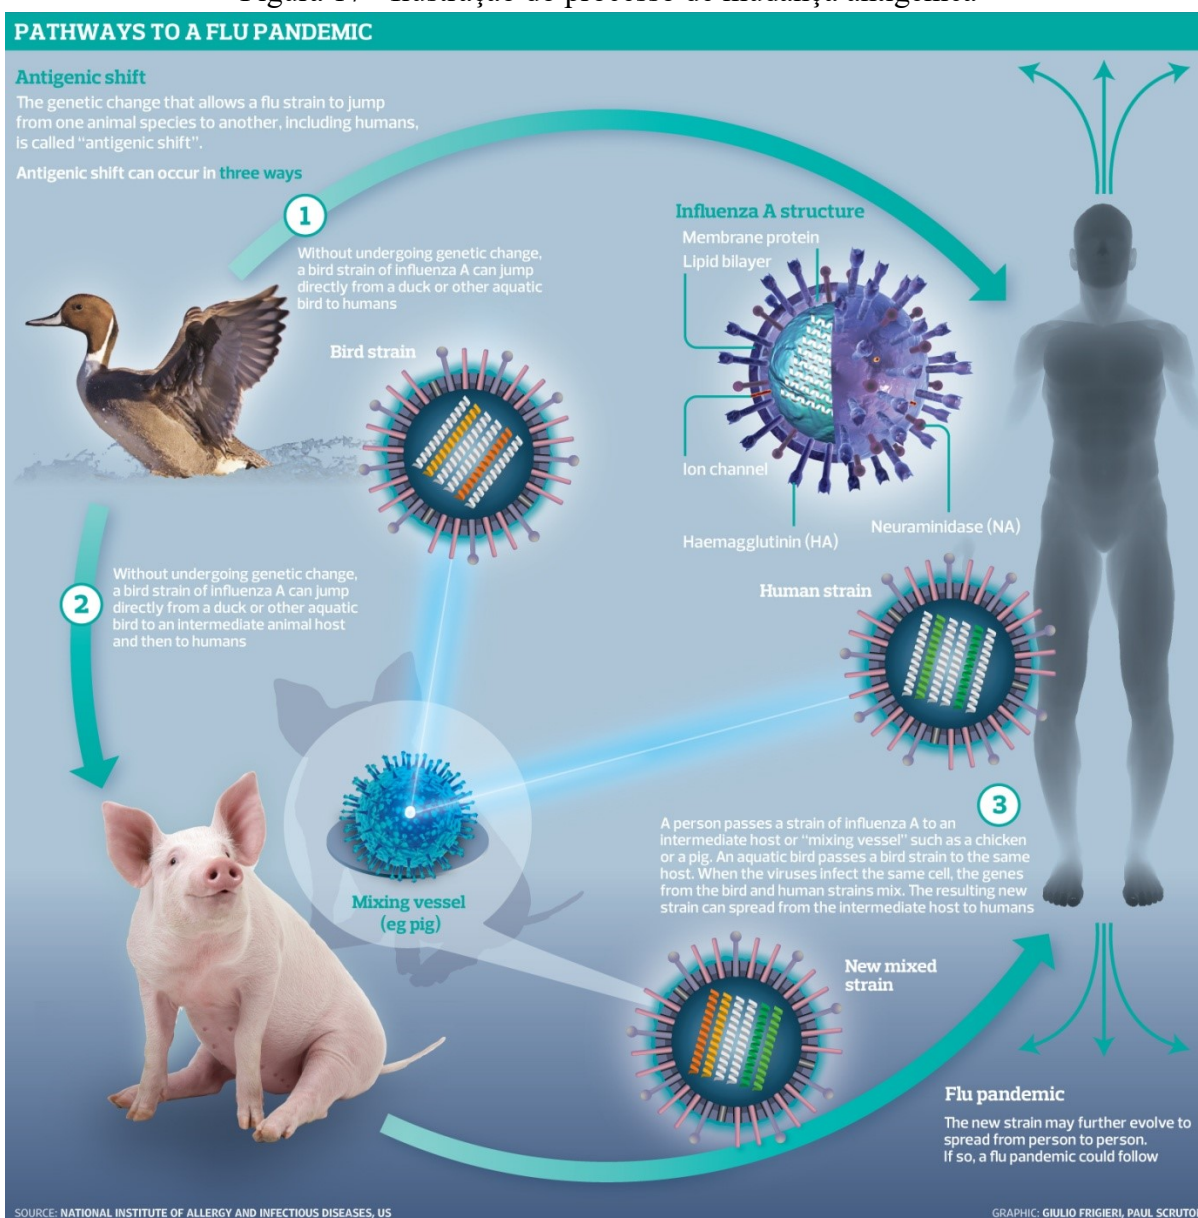 PATHWAYS TO A FLU PANDEMIC
Antigenic shift
The genetic change that allows a flu strain to jump
from one animal species to another, including humans,
is called “antigenic shift”.
Antigenic shift can occur in three ways
1
Without undergoing genetic change,
a bird strain of influenza A can jump
directly from a duck or other aquatic
bird to humans
Bird strain
Influenza A structure
Membrane protein
Lipid bilayer
Ion channel
Haemagglutinin (HA)
Neuraminidase (NA)
2
Without undergoing genetic change,
a bird strain of influenza A can jump
directly from a duck or other aquatic
bird to an intermediate animal host
and then to humans
Human strain
Mixing vessel
(eg pig)
3
A person passes a strain of influenza A to an
intermediate host or “mixing vessel” such as a chicken
or a pig. An aquatic bird passes a bird strain to the same
host. When the viruses infect the same cell, the genes
from the bird and human strains mix. The resulting new
strain can spread from the intermediate host to humans
New mixed
strain
Flu pandemic
The new strain may further evolve to
spread from person to person.
If so, a flu pandemic could follow
SOURCE: NATIONAL INSTITUTE OF ALLERGY AND INFECTIOUS DISEASES, US
GRAPHIC: GIULIO FRIGIERI, PAUL SCRUTO